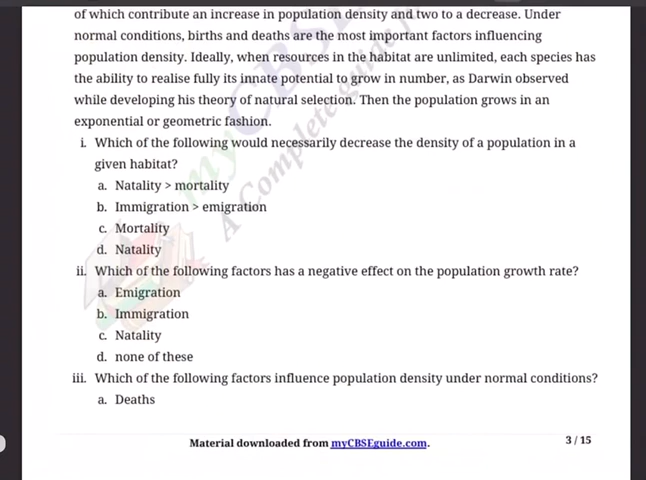 of which contribute an increase in population density and two to a decrease. Under
normal conditions, births and deaths are the most important factors influencing
population density. Ideally, when resources in the habitat are unlimited, each species has
the ability to realise fully its innate potential to grow in number, as Darwin observed
while developing his theory of natural selection. Then the population grows in an
exponential or geometric fashion.
i. Which of the following would necessarily decrease the density of a population in a
given habitat?
a. Natality > mortality
b. Immigration > emigration
c. Mortality
d. Natality
ii. Which of the following factors has a negative effect on the population growth rate?
a. Emigration
b. Immigration
c. Natality
d. none of these
iii. Which of the following factors influence population density under normal conditions?
a. Deaths
Material downloaded from myCBSEguide.com.
3 / 15
myCBSE
A Complete guide f